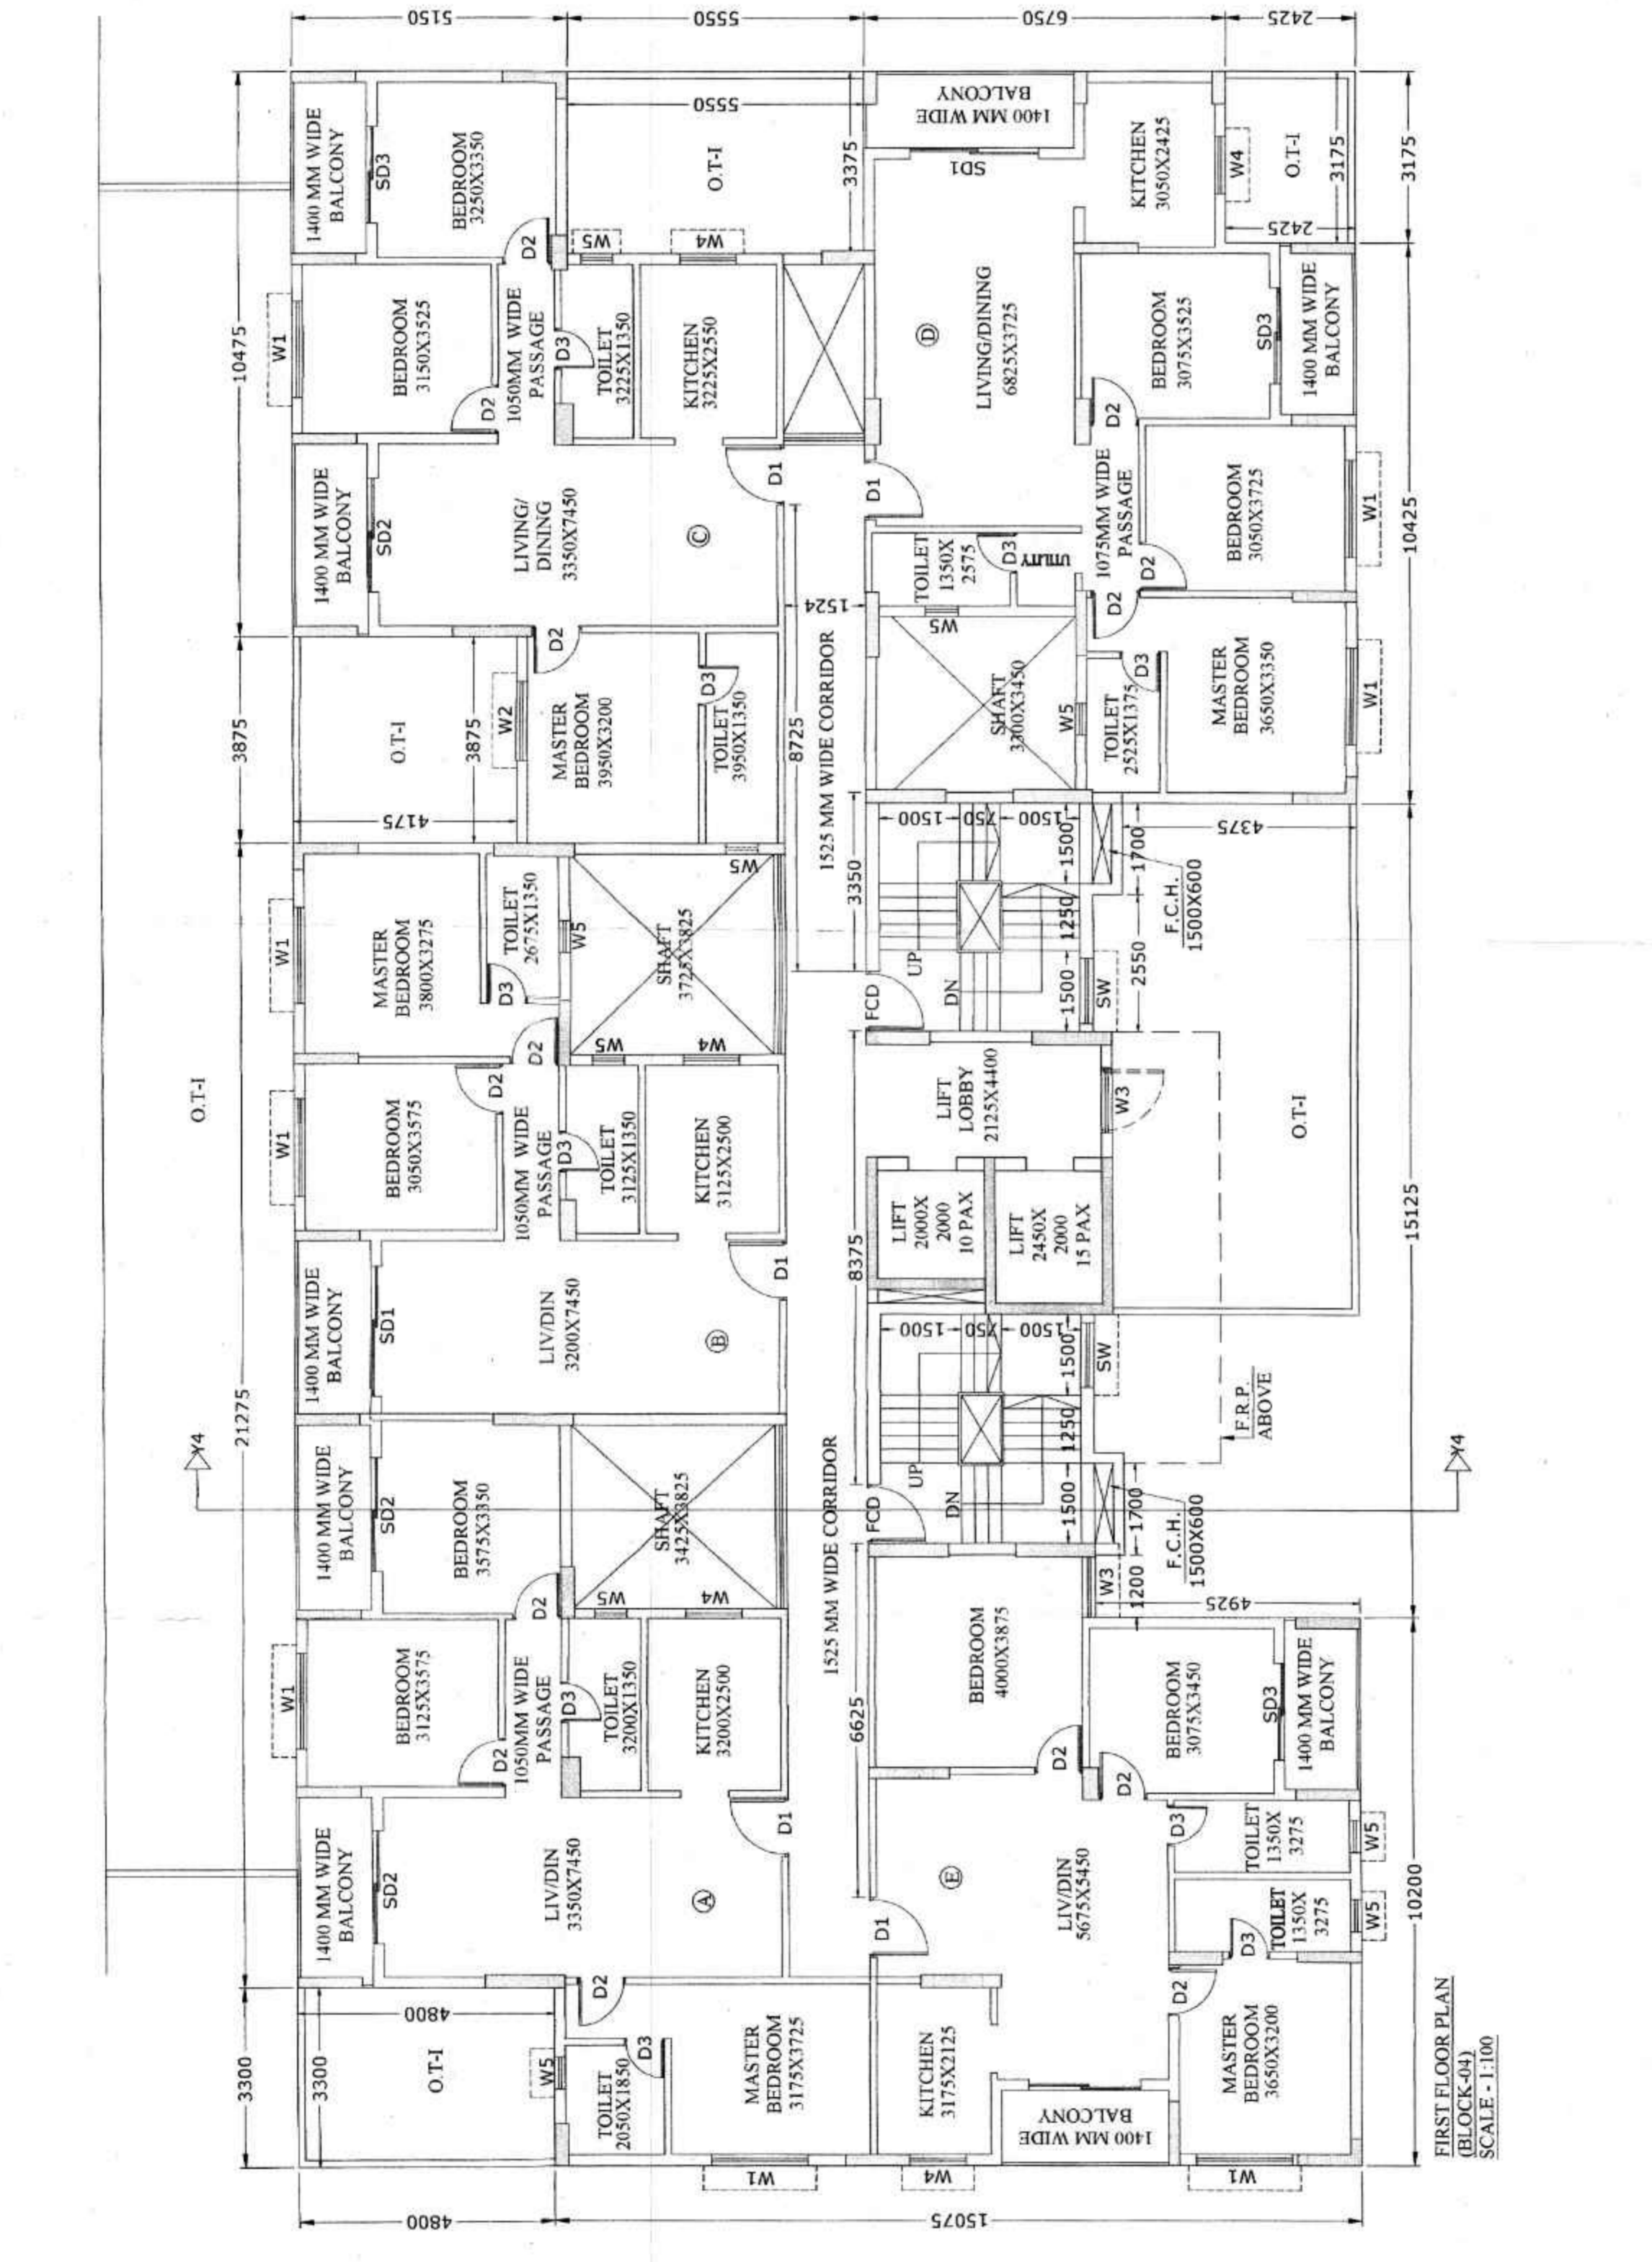 5150
5550
6750
2425
1400 MM WIDE
BALCONY
SD3
BEDROOM
3250X3350
D2
5550
O.T-I
3375
1400 MM WIDE
BALCONY
SD1
KITCHEN
3050X2425
W4
O.T-I
3175
2425
3175
10475
W1
BEDROOM
3150X3525
D2
1050MM WIDE
PASSAGE
W5
W4
D3
TOILET
3225X1350
KITCHEN
3225X2550
D
LIVING/DINING
6825X3725
BEDROOM
3075X3525
SD3
1400 MM WIDE
BALCONY
D2
10425
1400 MM WIDE
BALCONY
SD2
LIVING/
DINING
3350X7450
C
D1
D1
1524
TOILET
1350X
2575
D3
UTILITY
1075MM WIDE
PASSAGE
D2
BEDROOM
3050X3725
W1
3875
O.T-I
3875
4175
W2
D2
MASTER
BEDROOM
3950X3200
D3
TOILET
3950X1350
8725
1525 MM WIDE CORRIDOR
W5
SHAFT
3300X3450
W5
D2
D3
TOILET
2525X1375
MASTER
BEDROOM
3650X3350
W1
W1
MASTER
BEDROOM
3800X3275
TOILET
2675X1350
D3
W5
W5
SHAFT
3725X3825
D2
3350
1500
750
1500
1500
1250
1500
1700
2550
4375
F.C.H.
1500X600
UP
DN
FCD
SW
O.T-I
W1
BEDROOM
3050X3575
D2
1050MM WIDE
PASSAGE
D3
W5
W4
TOILET
3125X1350
KITCHEN
3125X2500
LIFT
LOBBY
2125X4400
W3
O.T-I
15125
LIFT
2000X
2000
10 PAX
LIFT
2450X
2000
15 PAX
8375
1400 MM WIDE
BALCONY
SD1
LIV/DIN
3200X7450
B
D1
21275
1500
750
1500
1500
1250
1500
SW
UP
DN
FCD
F.R.P.
ABOVE
Y4
Y4
1400 MM WIDE
BALCONY
SD2
BEDROOM
3575X3350
D2
SHAFT
3425X3825
W5
W4
1525 MM WIDE CORRIDOR
1700
1200
F.C.H.
1500X600
W3
4925
W1
BEDROOM
3125X3575
D2
1050MM WIDE
PASSAGE
D3
TOILET
3200X1350
KITCHEN
3200X2500
6625
BEDROOM
4000X3875
D2
BEDROOM
3075X3450
D2
SD3
1400 MM WIDE
BALCONY
1400 MM WIDE
BALCONY
SD2
LIV/DIN
3350X7450
A
D1
E
D1
LIV/DIN
5675X5450
D3
TOILET
1350X
3275
W5
TOILET
1350X
3275
D3
W5
10200
3300
3300
4800
O.T-I
W5
D2
D3
TOILET
2050X1850
MASTER
BEDROOM
3175X3725
KITCHEN
3175X2125
1400 MM WIDE
BALCONY
D2
MASTER
BEDROOM
3650X3200
W1
W4
W1
4800
15075
FIRST FLOOR PLAN
(BLOCK-04)
SCALE - 1:100